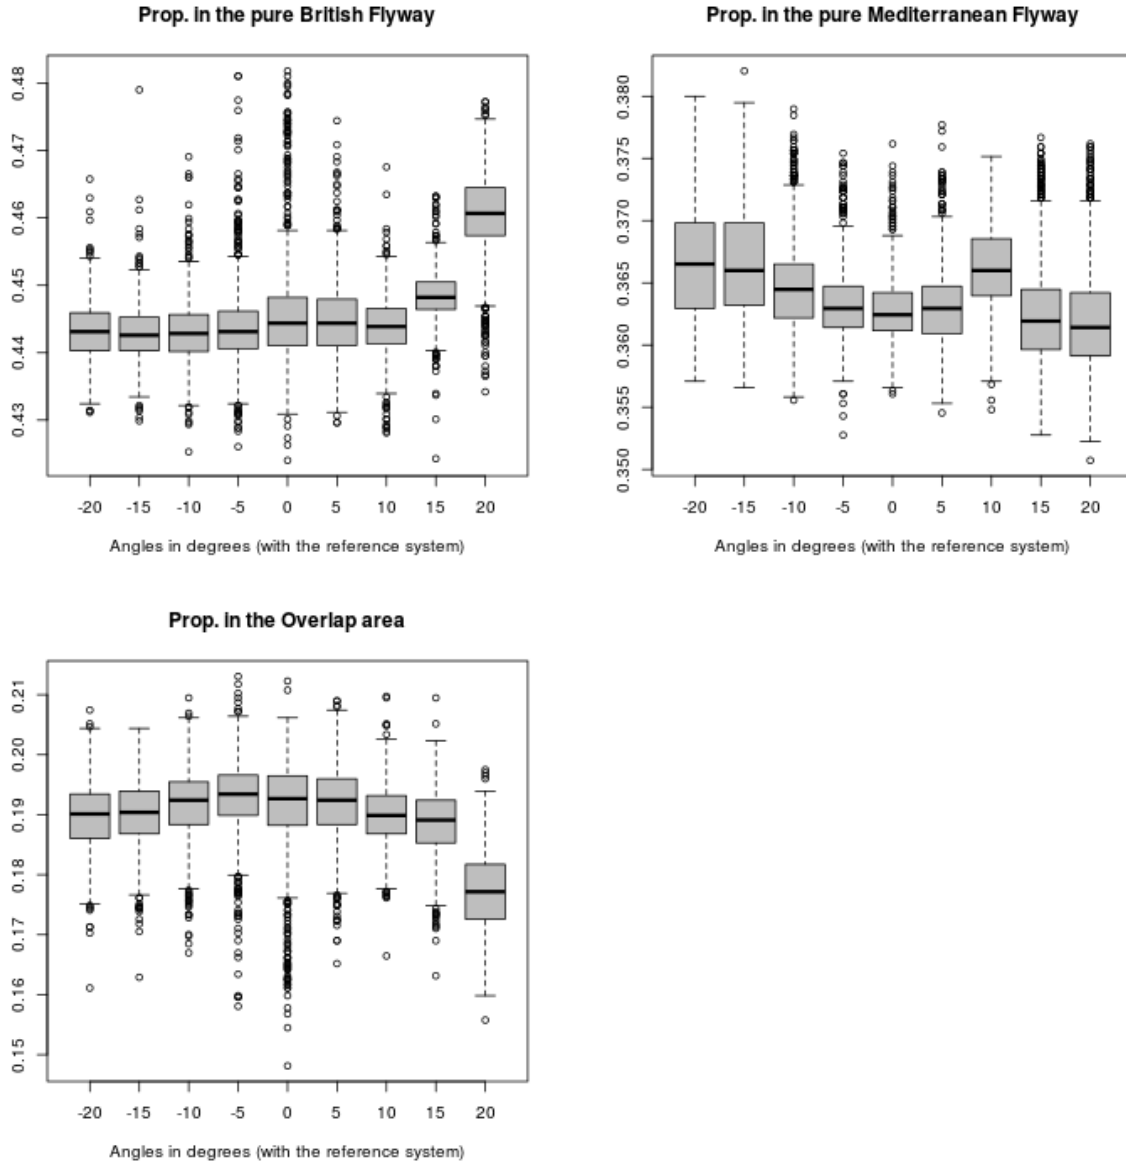 Prop. in the pure British Flyway
0.48
0.47
0.46
0.45
0.44
0.43
-20 -15 -10 -5 0 5 10 15 20
Angles in degrees (with the reference system)
Prop. in the pure Mediterranean Flyway
0.380
0.375
0.370
0.365
0.360
0.355
0.350
-20 -15 -10 -5 0 5 10 15 20
Angles in degrees (with the reference system)
Prop. in the Overlap area
0.21
0.20
0.19
0.18
0.17
0.16
0.15
-20 -15 -10 -5 0 5 10 15 20
Angles in degrees (with the reference system)